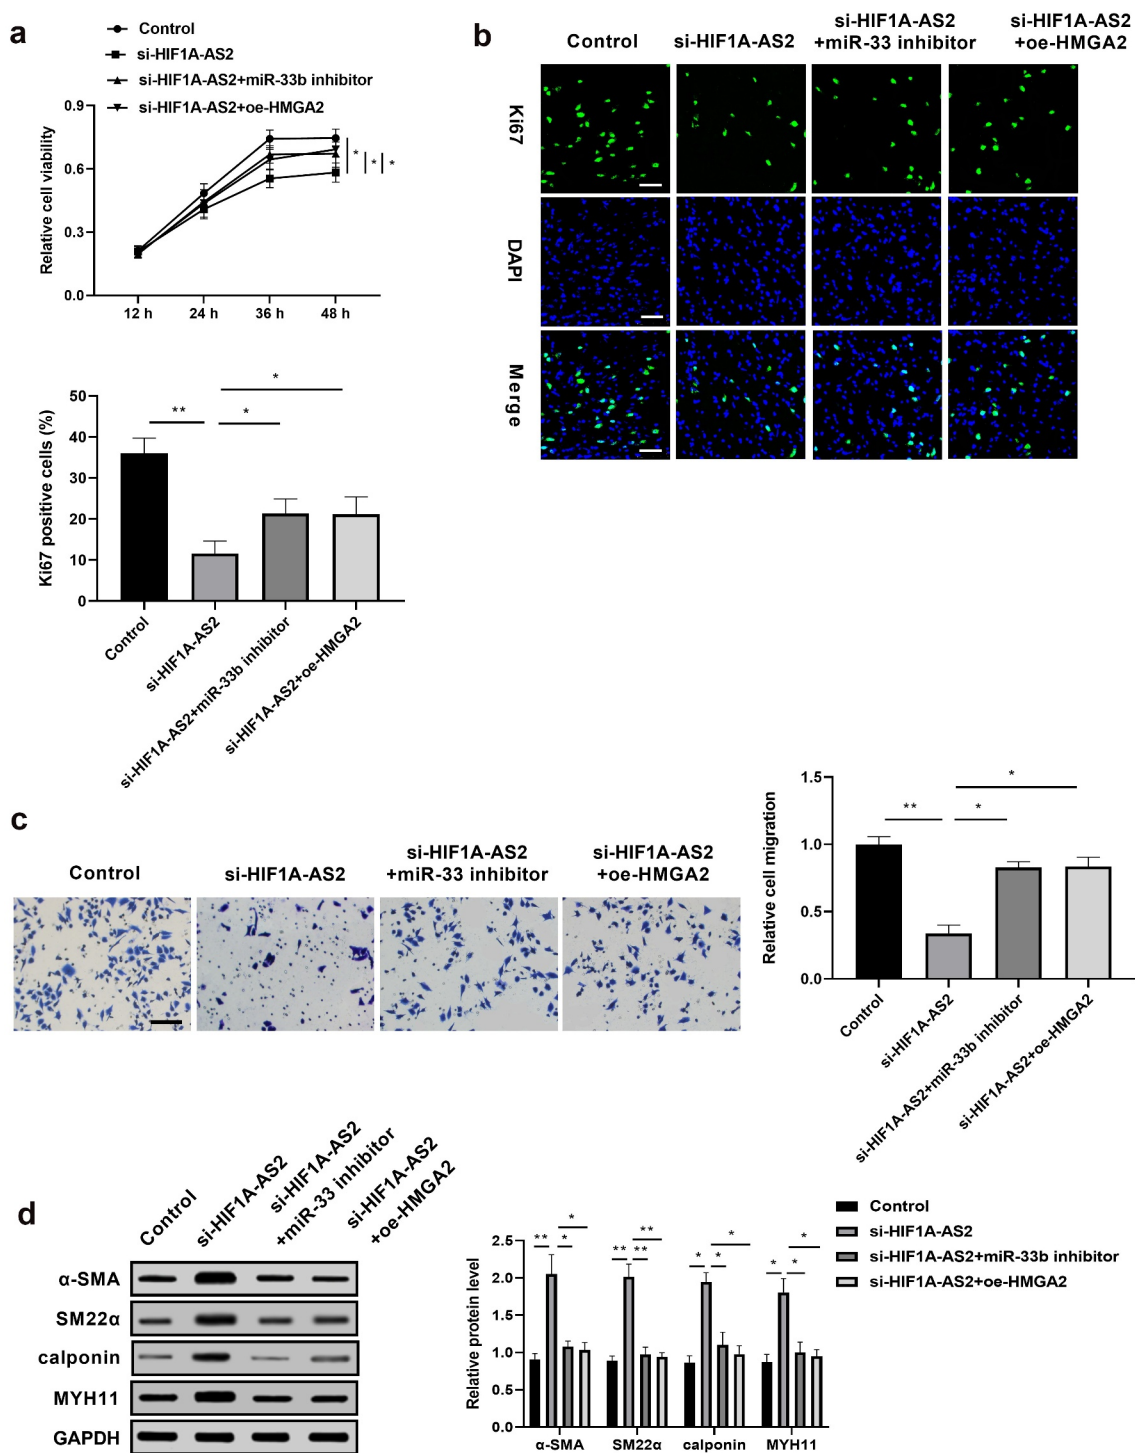 a
Control
si-HIF1A-AS2
si-HIF1A-AS2+miR-33b inhibitor
si-HIF1A-AS2+oe-HMGA2
Relative cell viability
0.9
0.6
0.3
0.0
12 h 24 h 36 h 48 h
* * *
Ki67 positive cells (%)
50
40
30
20
10
0
*
** *
Control
si-HIF1A-AS2
si-HIF1A-AS2+miR-33b inhibitor
si-HIF1A-AS2+oe-HMGA2
b
Control
si-HIF1A-AS2
si-HIF1A-AS2
+miR-33 inhibitor
si-HIF1A-AS2
+oe-HMGA2
Ki67
DAPI
Merge
c
Control
si-HIF1A-AS2
si-HIF1A-AS2
+miR-33 inhibitor
si-HIF1A-AS2
+oe-HMGA2
Relative cell migration
1.5
1.0
0.5
0.0
*
** *
Control
si-HIF1A-AS2
si-HIF1A-AS2+miR-33b inhibitor
si-HIF1A-AS2+oe-HMGA2
d
Control
si-HIF1A-AS2
si-HIF1A-AS2
+miR-33 inhibitor
si-HIF1A-AS2
+oe-HMGA2
α-SMA
SM22α
calponin
MYH11
GAPDH
Control
si-HIF1A-AS2
si-HIF1A-AS2+miR-33b inhibitor
si-HIF1A-AS2+oe-HMGA2
Relative protein level
2.5
2.0
1.5
1.0
0.5
0.0
** * *
** ** **
* * *
* * *
α-SMA SM22α calponin MYH11